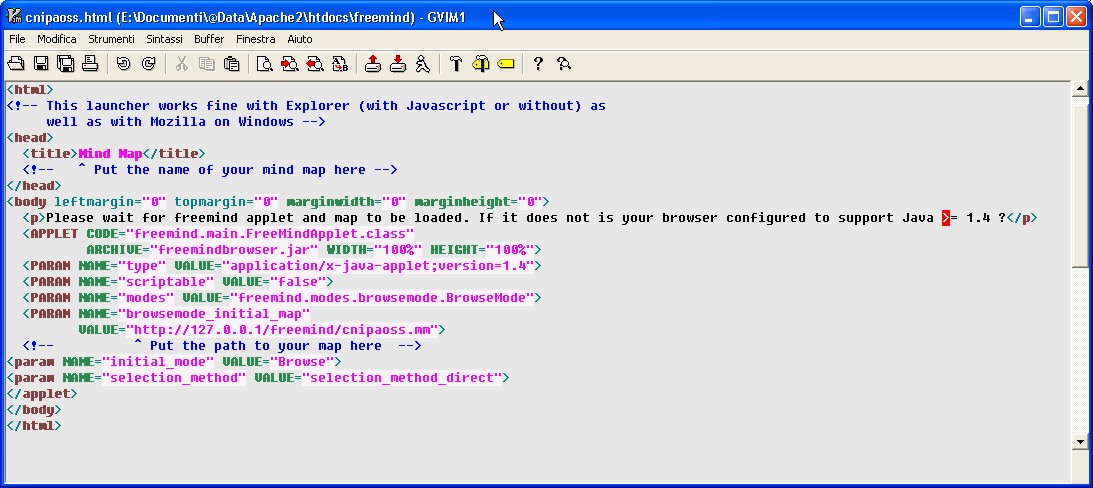 cnipaoss.html (E:\Documenti\@Data\Apache2\htdocs\freemind) - GVIM1
File Modifica Strumenti Sintassi Buffer Finestra Aiuto
<html>
<!-- This launcher works fine with Explorer (with Javascript or without) as
     well as with Mozilla on Windows -->
<head>
  <title>Mind Map</title>
  <!--   ^ Put the name of your mind map here -->
</head>
<body leftmargin="0" topmargin="0" marginwidth="0" marginheight="0">
  <p>Please wait for freemind applet and map to be loaded. If it does not is your browser configured to support Java >= 1.4 ?</p>
  <APPLET CODE="freemind.main.FreeMindApplet.class"
          ARCHIVE="freemindbrowser.jar" WIDTH="100%" HEIGHT="100%">
  <PARAM NAME="type" VALUE="application/x-java-applet;version=1.4">
  <PARAM NAME="scriptable" VALUE="false">
  <PARAM NAME="modes" VALUE="freemind.modes.browsemode.BrowseMode">
  <PARAM NAME="browsemode_initial_map"
         VALUE="http://127.0.0.1/freemind/cnipaoss.mm">
  <!--          ^ Put the path to your map here  -->
<param NAME="initial_mode" VALUE="Browse">
<param NAME="selection_method" VALUE="selection_method_direct">
</applet>
</body>
</html>